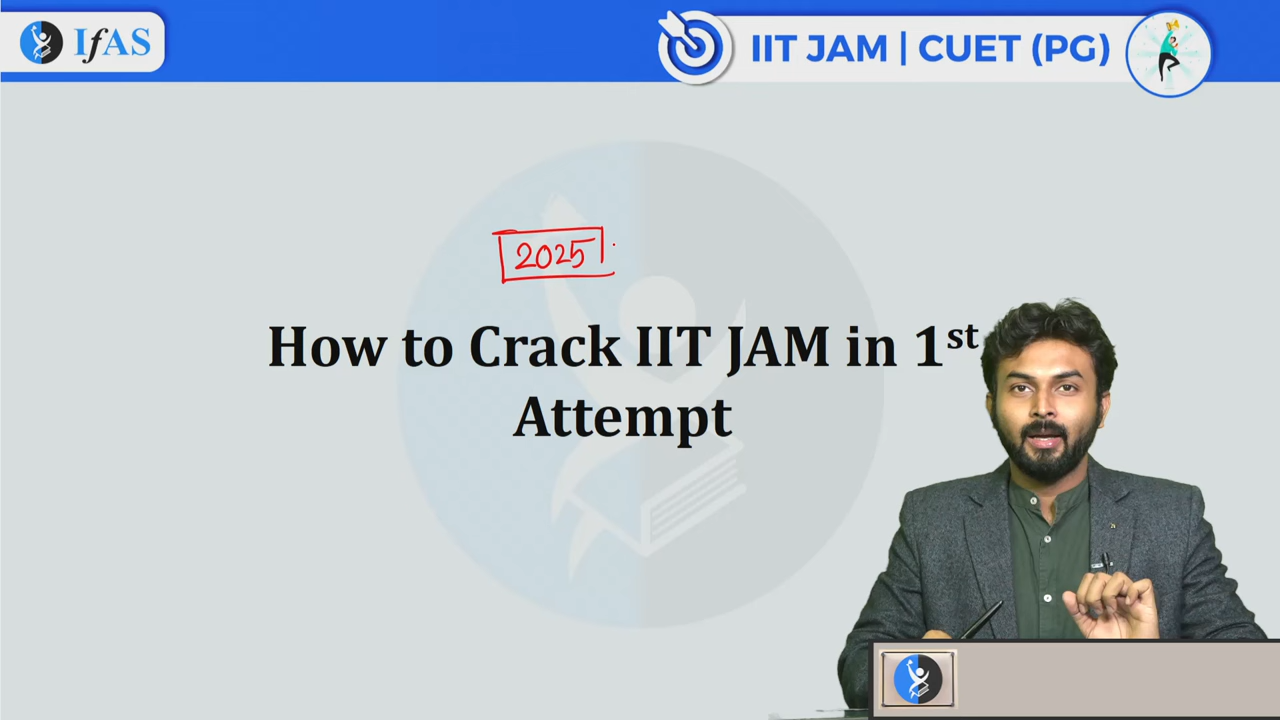 IfAS
IIT JAM | CUET (PG)
2025
How to Crack IIT JAM in 1st
Attempt